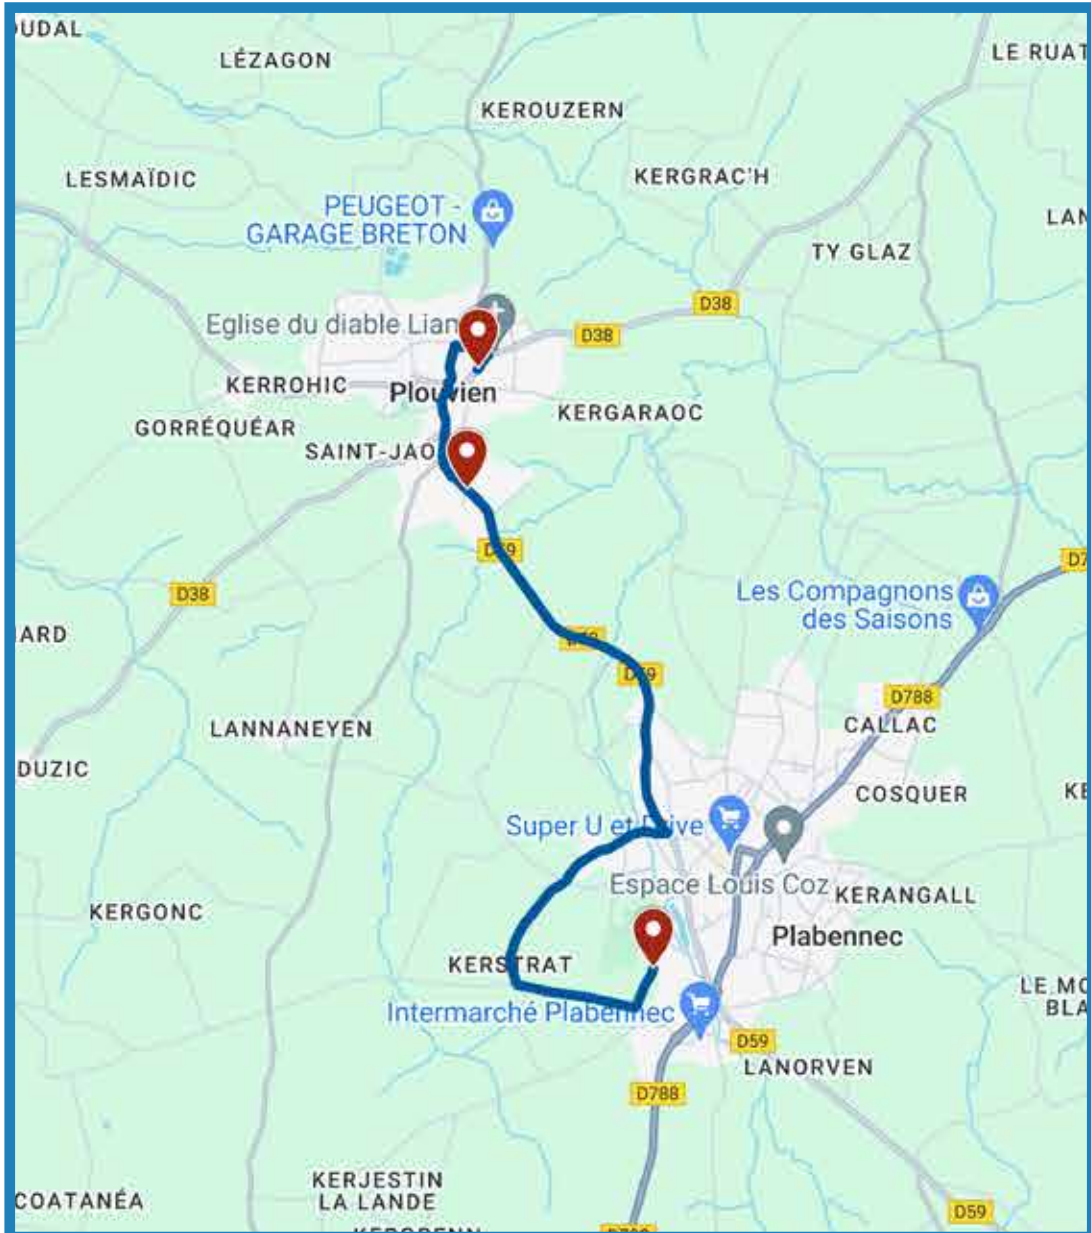 OUDAL
LÉZAGON
LE RUAT
KEROUZERN
KERGRAC'H
LESMAÏDIC
PEUGEOT -
GARAGE BRETON
LAN
TY GLAZ
D38
Eglise du diable Lian
D38
KERROHIC
Plouvien
KERGARAOC
GORRÉQUÉAR
SAINT-JAO
D59
D7
Les Compagnons
des Saisons
D38
ARD
D59
D788
LANNANEYEN
CALLAC
DUZIC
COSQUER
KE
Super U et Drive
Espace Louis Coz
KERANGALL
KERGONC
Plabennec
KERSTRAT
LE MO
BLA
Intermarché Plabennec
D59
LANORVEN
D788
KERJESTIN
LA LANDE
COATANÉA
D59